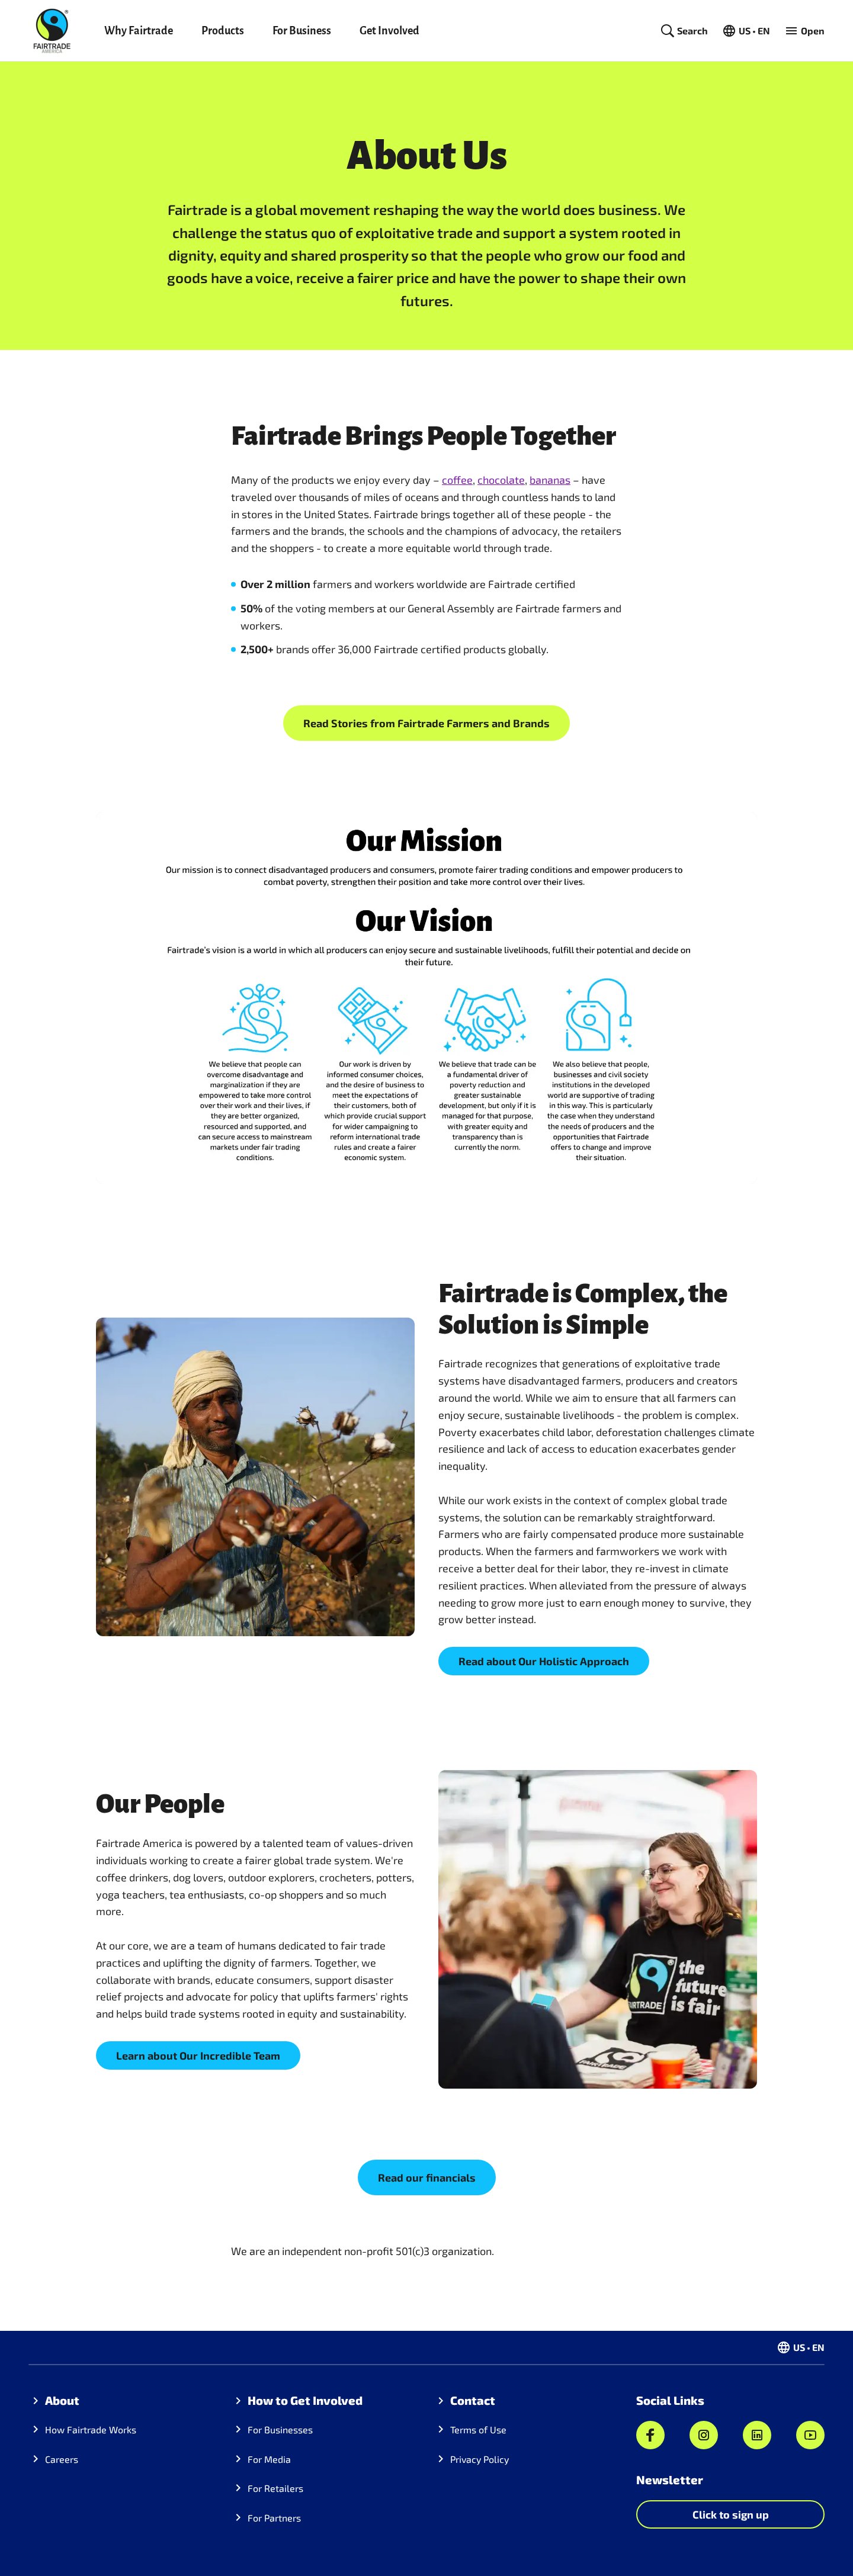 FAIRTRADE
AMERICA
Why Fairtrade
Products
For Business
Get Involved
Search
US • EN
Open
About Us
Fairtrade is a global movement reshaping the way the world does business. We
challenge the status quo of exploitative trade and support a system rooted in
dignity, equity and shared prosperity so that the people who grow our food and
goods have a voice, receive a fairer price and have the power to shape their own
futures.
Fairtrade Brings People Together
Many of the products we enjoy every day – coffee, chocolate, bananas – have
traveled over thousands of miles of oceans and through countless hands to land
in stores in the United States. Fairtrade brings together all of these people - the
farmers and the brands, the schools and the champions of advocacy, the retailers
and the shoppers - to create a more equitable world through trade.
Over 2 million farmers and workers worldwide are Fairtrade certified
50% of the voting members at our General Assembly are Fairtrade farmers and
workers.
2,500+ brands offer 36,000 Fairtrade certified products globally.
Read Stories from Fairtrade Farmers and Brands
Our Mission
Our mission is to connect disadvantaged producers and consumers, promote fairer trading conditions and empower producers to
combat poverty, strengthen their position and take more control over their lives.
Our Vision
Fairtrade's vision is a world in which all producers can enjoy secure and sustainable livelihoods, fulfill their potential and decide on
their future.
We believe that people can
overcome disadvantage and
marginalization if they are
empowered to take more control
over their work and their lives, if
they are better organized,
resourced and supported, and
can secure access to mainstream
markets under fair trading
conditions.
Our work is driven by
informed consumer choices,
and the desire of business to
meet the expectations of
their customers, both of
which provide crucial support
for wider campaigning to
reform international trade
rules and create a fairer
economic system.
We believe that trade can be
a fundamental driver of
poverty reduction and
greater sustainable
development, but only if it is
managed for that purpose,
with greater equity and
transparency than is
currently the norm.
We also believe that people,
businesses and civil society
institutions in the developed
world are supportive of trading
in this way. This is particularly
the case when they understand
the needs of producers and the
opportunities that Fairtrade
offers to change and improve
their situation.
Fairtrade is Complex, the
Solution is Simple
Fairtrade recognizes that generations of exploitative trade
systems have disadvantaged farmers, producers and creators
around the world. While we aim to ensure that all farmers can
enjoy secure, sustainable livelihoods - the problem is complex.
Poverty exacerbates child labor, deforestation challenges climate
resilience and lack of access to education exacerbates gender
inequality.
While our work exists in the context of complex global trade
systems, the solution can be remarkably straightforward.
Farmers who are fairly compensated produce more sustainable
products. When the farmers and farmworkers we work with
receive a better deal for their labor, they re-invest in climate
resilient practices. When alleviated from the pressure of always
needing to grow more just to earn enough money to survive, they
grow better instead.
Read about Our Holistic Approach
Our People
Fairtrade America is powered by a talented team of values-driven
individuals working to create a fairer global trade system. We're
coffee drinkers, dog lovers, outdoor explorers, crocheters, potters,
yoga teachers, tea enthusiasts, co-op shoppers and so much
more.
At our core, we are a team of humans dedicated to fair trade
practices and uplifting the dignity of farmers. Together, we
collaborate with brands, educate consumers, support disaster
relief projects and advocate for policy that uplifts farmers' rights
and helps build trade systems rooted in equity and sustainability.
Learn about Our Incredible Team
the
future
is fair
FAIRTRADE
Read our financials
We are an independent non-profit 501(c)3 organization.
US • EN
About
How Fairtrade Works
Careers
How to Get Involved
For Businesses
For Media
For Retailers
For Partners
Contact
Terms of Use
Privacy Policy
Social Links
Newsletter
Click to sign up